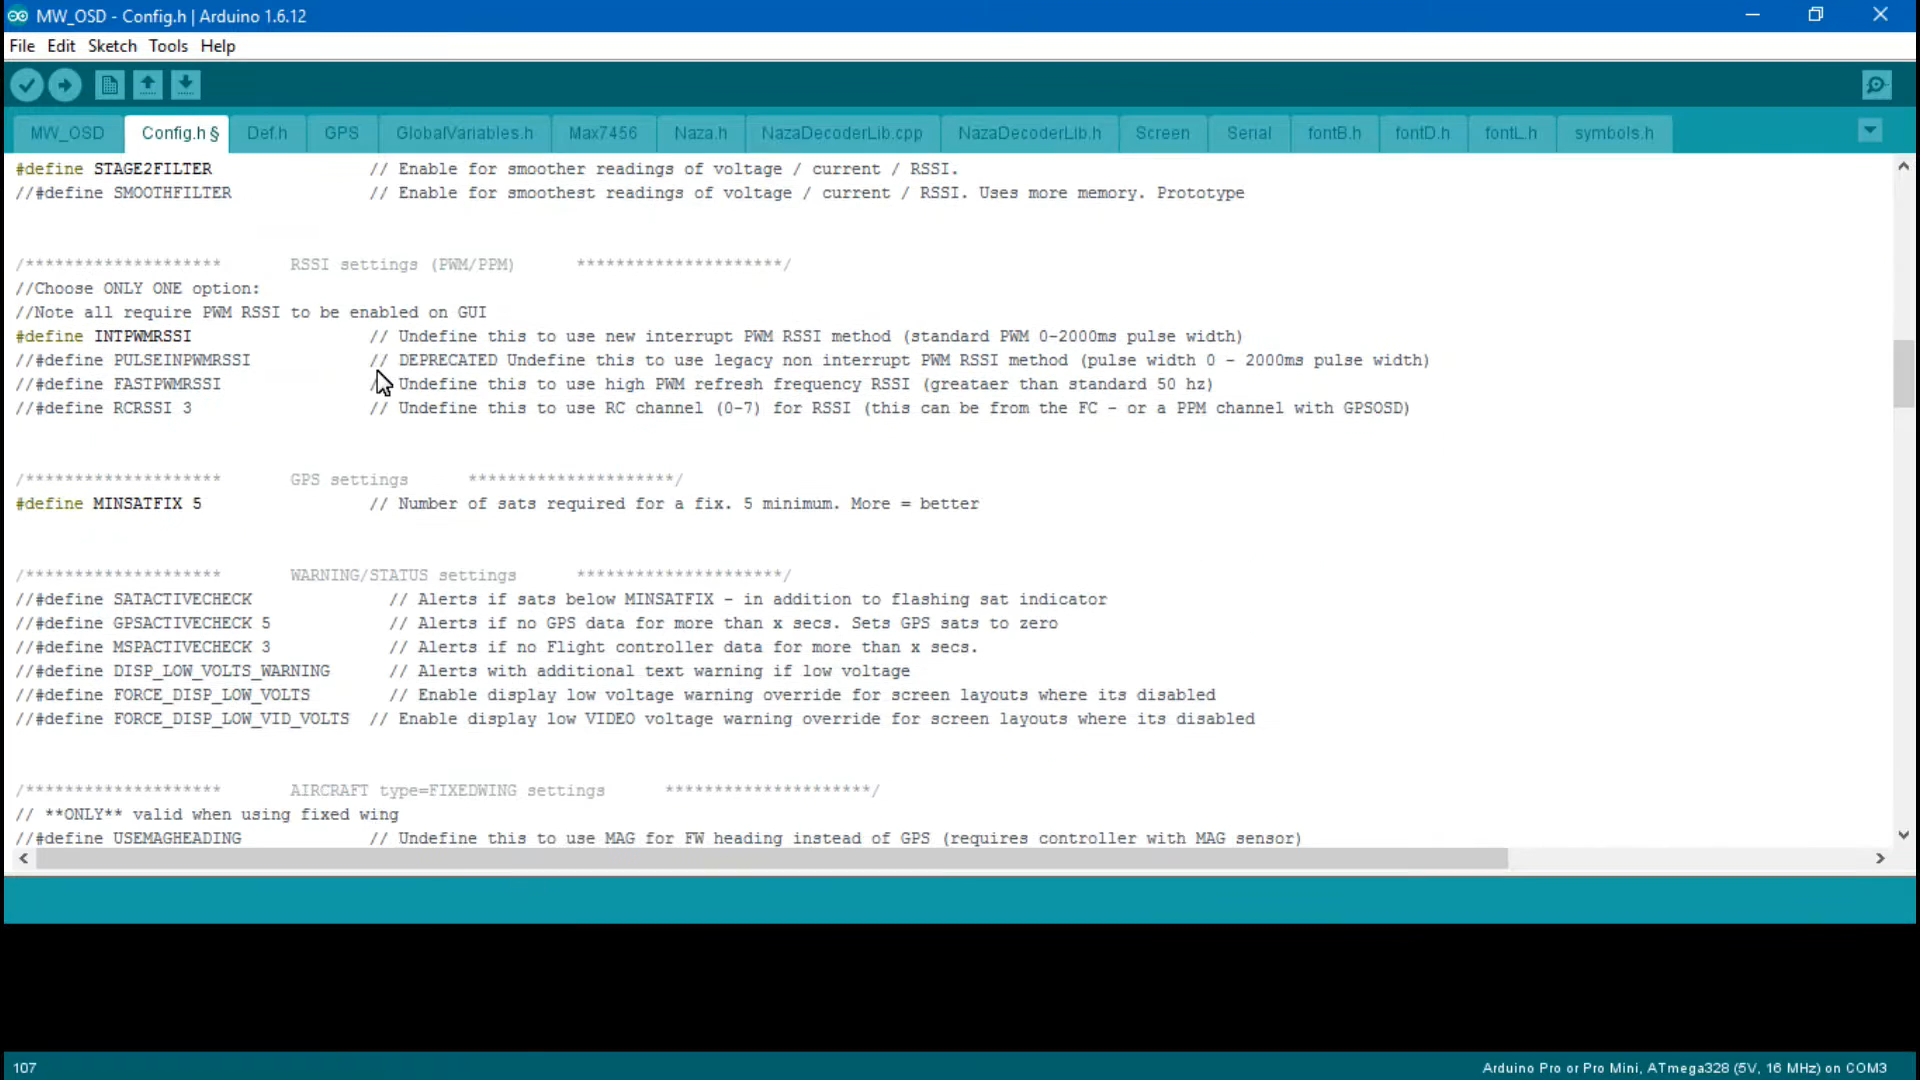 MW_OSD - Config.h | Arduino 1.6.12
File Edit Sketch Tools Help
MW_OSD Config.h § Def.h GPS GlobalVariables.h Max7456 Naza.h NazaDecoderLib.cpp NazaDecoderLib.h Screen Serial fontB.h fontD.h fontL.h symbols.h
#define STAGE2FILTER // Enable for smoother readings of voltage / current / RSSI.
//#define SMOOTHFILTER // Enable for smoothest readings of voltage / current / RSSI. Uses more memory. Prototype
/******************** RSSI settings (PWM/PPM) *********************/
//Choose ONLY ONE option:
//Note all require PWM RSSI to be enabled on GUI
#define INTPWMRSSI // Undefine this to use new interrupt PWM RSSI method (standard PWM 0-2000ms pulse width)
//#define PULSEINPWMRSSI // DEPRECATED Undefine this to use legacy non interrupt PWM RSSI method (pulse width 0 - 2000ms pulse width)
//#define FASTPWMRSSI // Undefine this to use high PWM refresh frequency RSSI (greataer than standard 50 hz)
//#define RCRSSI 3 // Undefine this to use RC channel (0-7) for RSSI (this can be from the FC - or a PPM channel with GPSOSD)
/******************** GPS settings *********************/
#define MINSATFIX 5 // Number of sats required for a fix. 5 minimum. More = better
/******************** WARNING/STATUS settings *********************/
//#define SATACTIVECHECK // Alerts if sats below MINSATFIX - in addition to flashing sat indicator
//#define GPSACTIVECHECK 5 // Alerts if no GPS data for more than x secs. Sets GPS sats to zero
//#define MSPACTIVECHECK 3 // Alerts if no Flight controller data for more than x secs.
//#define DISP_LOW_VOLTS_WARNING // Alerts with additional text warning if low voltage
//#define FORCE_DISP_LOW_VOLTS // Enable display low voltage warning override for screen layouts where its disabled
//#define FORCE_DISP_LOW_VID_VOLTS // Enable display low VIDEO voltage warning override for screen layouts where its disabled
/******************** AIRCRAFT type=FIXEDWING settings *********************/
// **ONLY** valid when using fixed wing
//#define USEMAGHEADING // Undefine this to use MAG for FW heading instead of GPS (requires controller with MAG sensor)
107 Arduino Pro or Pro Mini, ATmega328 (5V, 16 MHz) on COM3